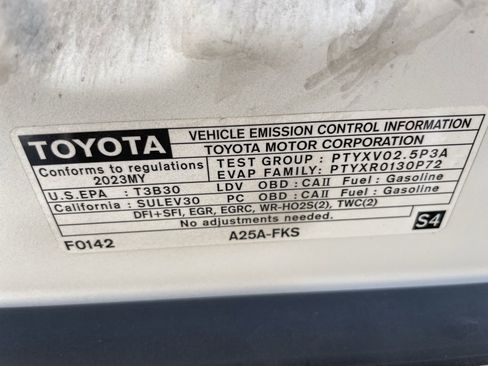 TOYOTA
VEHICLE EMISSION CONTROL INFORMATION
TOYOTA MOTOR CORPORATION
Conforms to regulations
2023MY
TEST GROUP : PTYXV02.5P3A
EVAP FAMILY: PTYXR0130P72
U.S.EPA : T3B30 LDV OBD : CAII Fuel : Gasoline
California : SULEV30 PC OBD : CAII Fuel : Gasoline
DFI+SFI, EGR, EGRC, WR-HO2S(2), TWC(2)
No adjustments needed.
S4
F0142 A25A-FKS